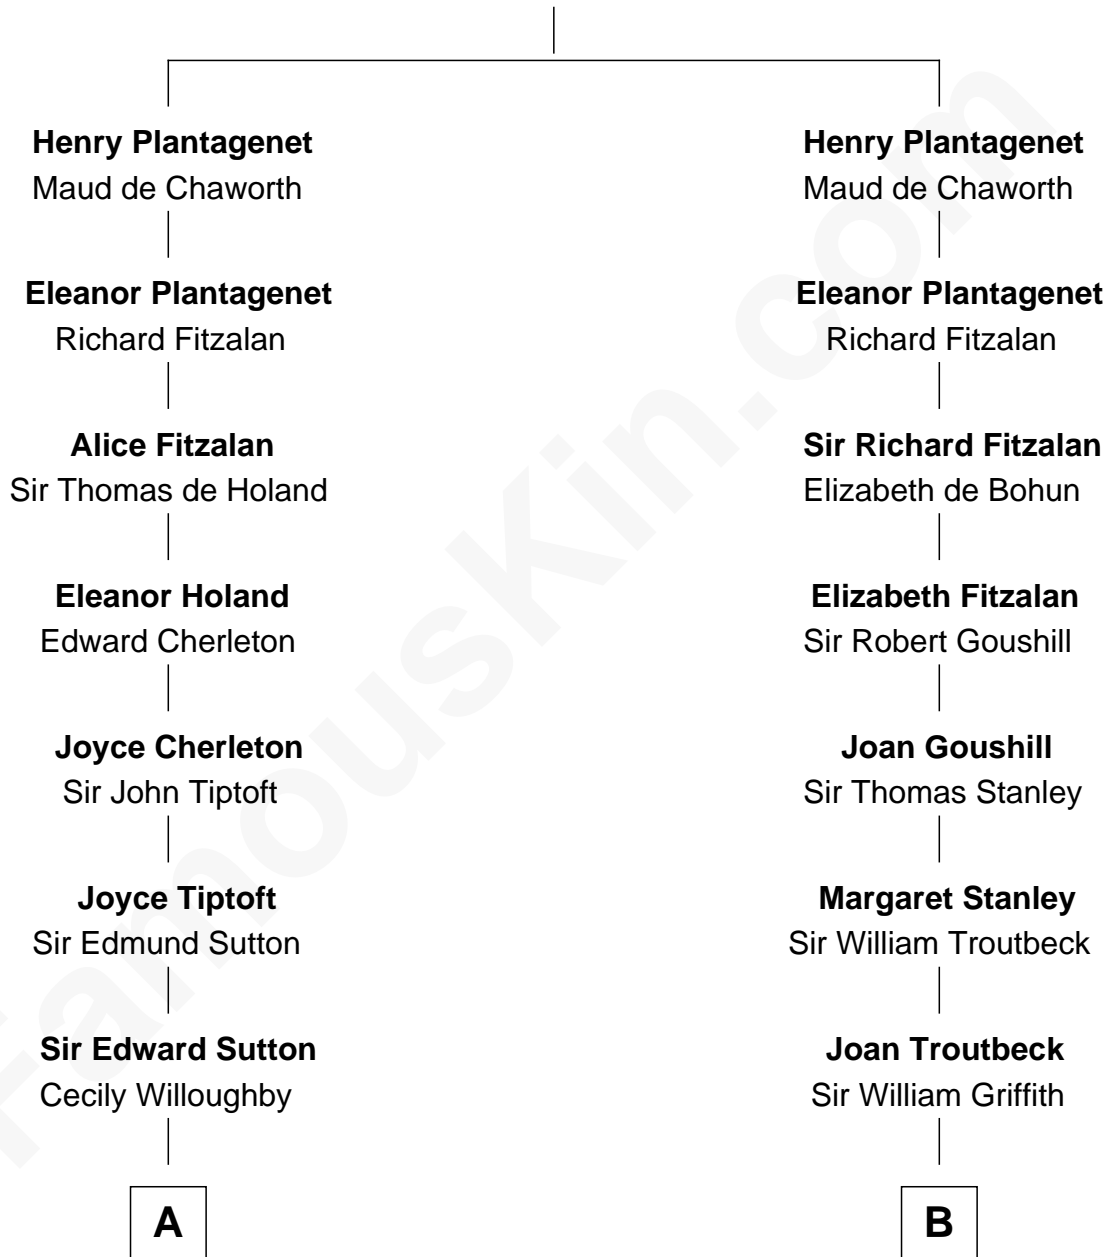 Henry Plantagenet
Maud de Chaworth
Eleanor Plantagenet
Richard Fitzalan
Alice Fitzalan
Sir Thomas de Holand
Eleanor Holand
Edward Cherleton
Joyce Cherleton
Sir John Tiptoft
Joyce Tiptoft
Sir Edmund Sutton
Sir Edward Sutton
Cecily Willoughby
A
Henry Plantagenet
Maud de Chaworth
Eleanor Plantagenet
Richard Fitzalan
Sir Richard Fitzalan
Elizabeth de Bohun
Elizabeth Fitzalan
Sir Robert Goushill
Joan Goushill
Sir Thomas Stanley
Margaret Stanley
Sir William Troutbeck
Joan Troutbeck
Sir William Griffith
B
FamousKin.com